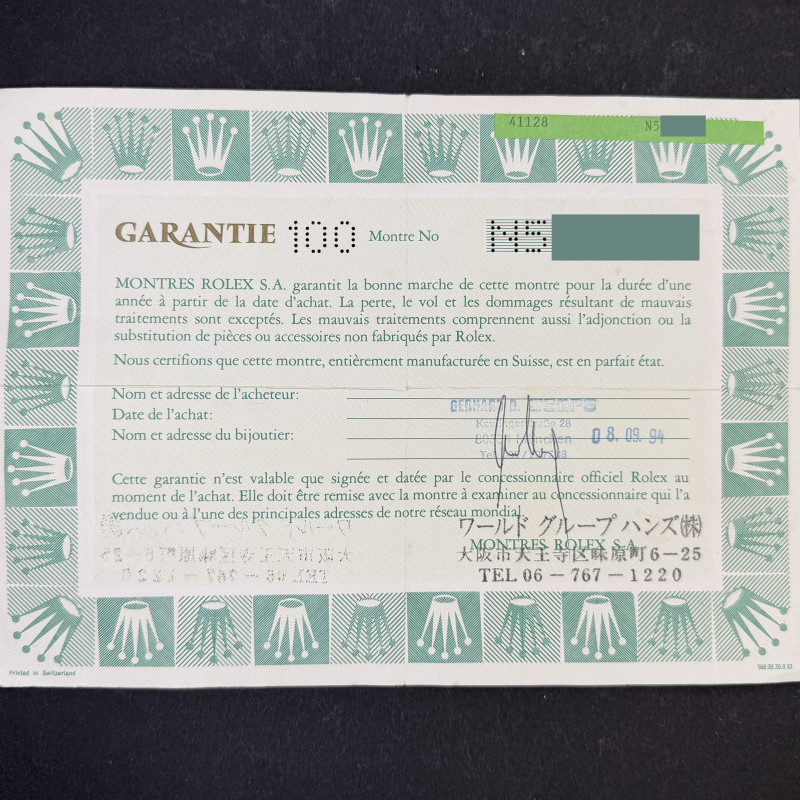 41128 N5
GARANTIE 100 Montre No N5
MONTRES ROLEX S.A. garantit la bonne marche de cette montre pour la durée d'une
année à partir de la date d'achat. La perte, le vol et les dommages résultant de mauvais
traitements sont exceptés. Les mauvais traitements comprennent aussi l'adjonction ou la
substitution de pièces ou accessoires non fabriqués par Rolex.
Nous certifions que cette montre, entièrement manufacturée en Suisse, est en parfait état.
Nom et adresse de l'acheteur:
Date de l'achat:
Nom et adresse du bijoutier:
GERHARD D.
28
08.09.94
Cette garantie n'est valable que signée et datée par le concessionnaire officiel Rolex au
moment de l'achat. Elle doit être remise avec la montre à examiner au concessionnaire qui l'a
vendue ou à l'une des principales adresses de notre réseau mondial.
ワールド グループ ハンズ㈱
MONTRES ROLEX S.A.
大阪市天王寺区味原町6-25
TEL 06-767-1220
Printed in Switzerland
568.00.30.8.93